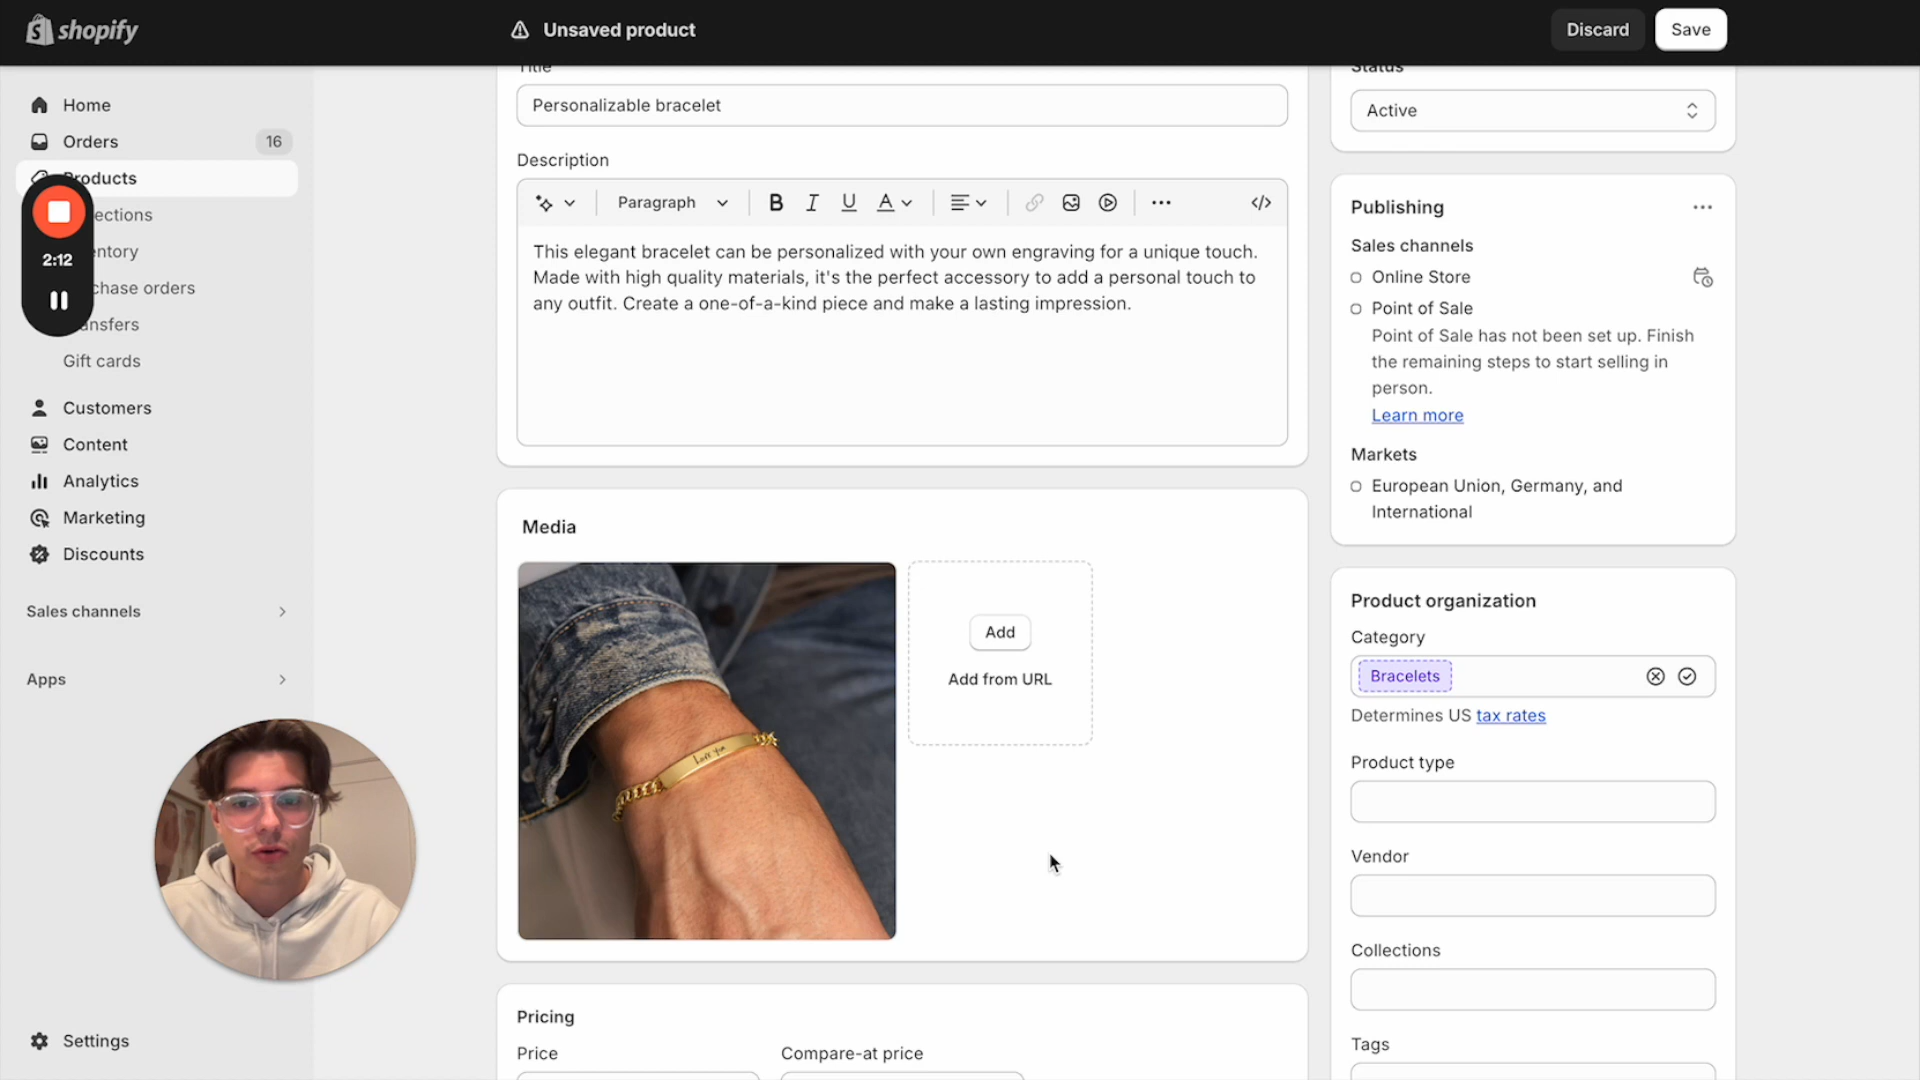 shopify
Unsaved product
Discard
Save
Home
Orders
16
Products
ections
entory
chase orders
ansfers
Gift cards
Customers
Content
Analytics
Marketing
Discounts
Sales channels
Apps
Settings
2:12
Title
Personalizable bracelet
Description
Paragraph
B I U A
This elegant bracelet can be personalized with your own engraving for a unique touch.
Made with high quality materials, it's the perfect accessory to add a personal touch to
any outfit. Create a one-of-a-kind piece and make a lasting impression.
Media
Love you
Add
Add from URL
Pricing
Price
Compare-at price
Status
Active
Publishing
Sales channels
Online Store
Point of Sale
Point of Sale has not been set up. Finish
the remaining steps to start selling in
person.
Learn more
Markets
European Union, Germany, and
International
Product organization
Category
Bracelets
Determines US tax rates
Product type
Vendor
Collections
Tags